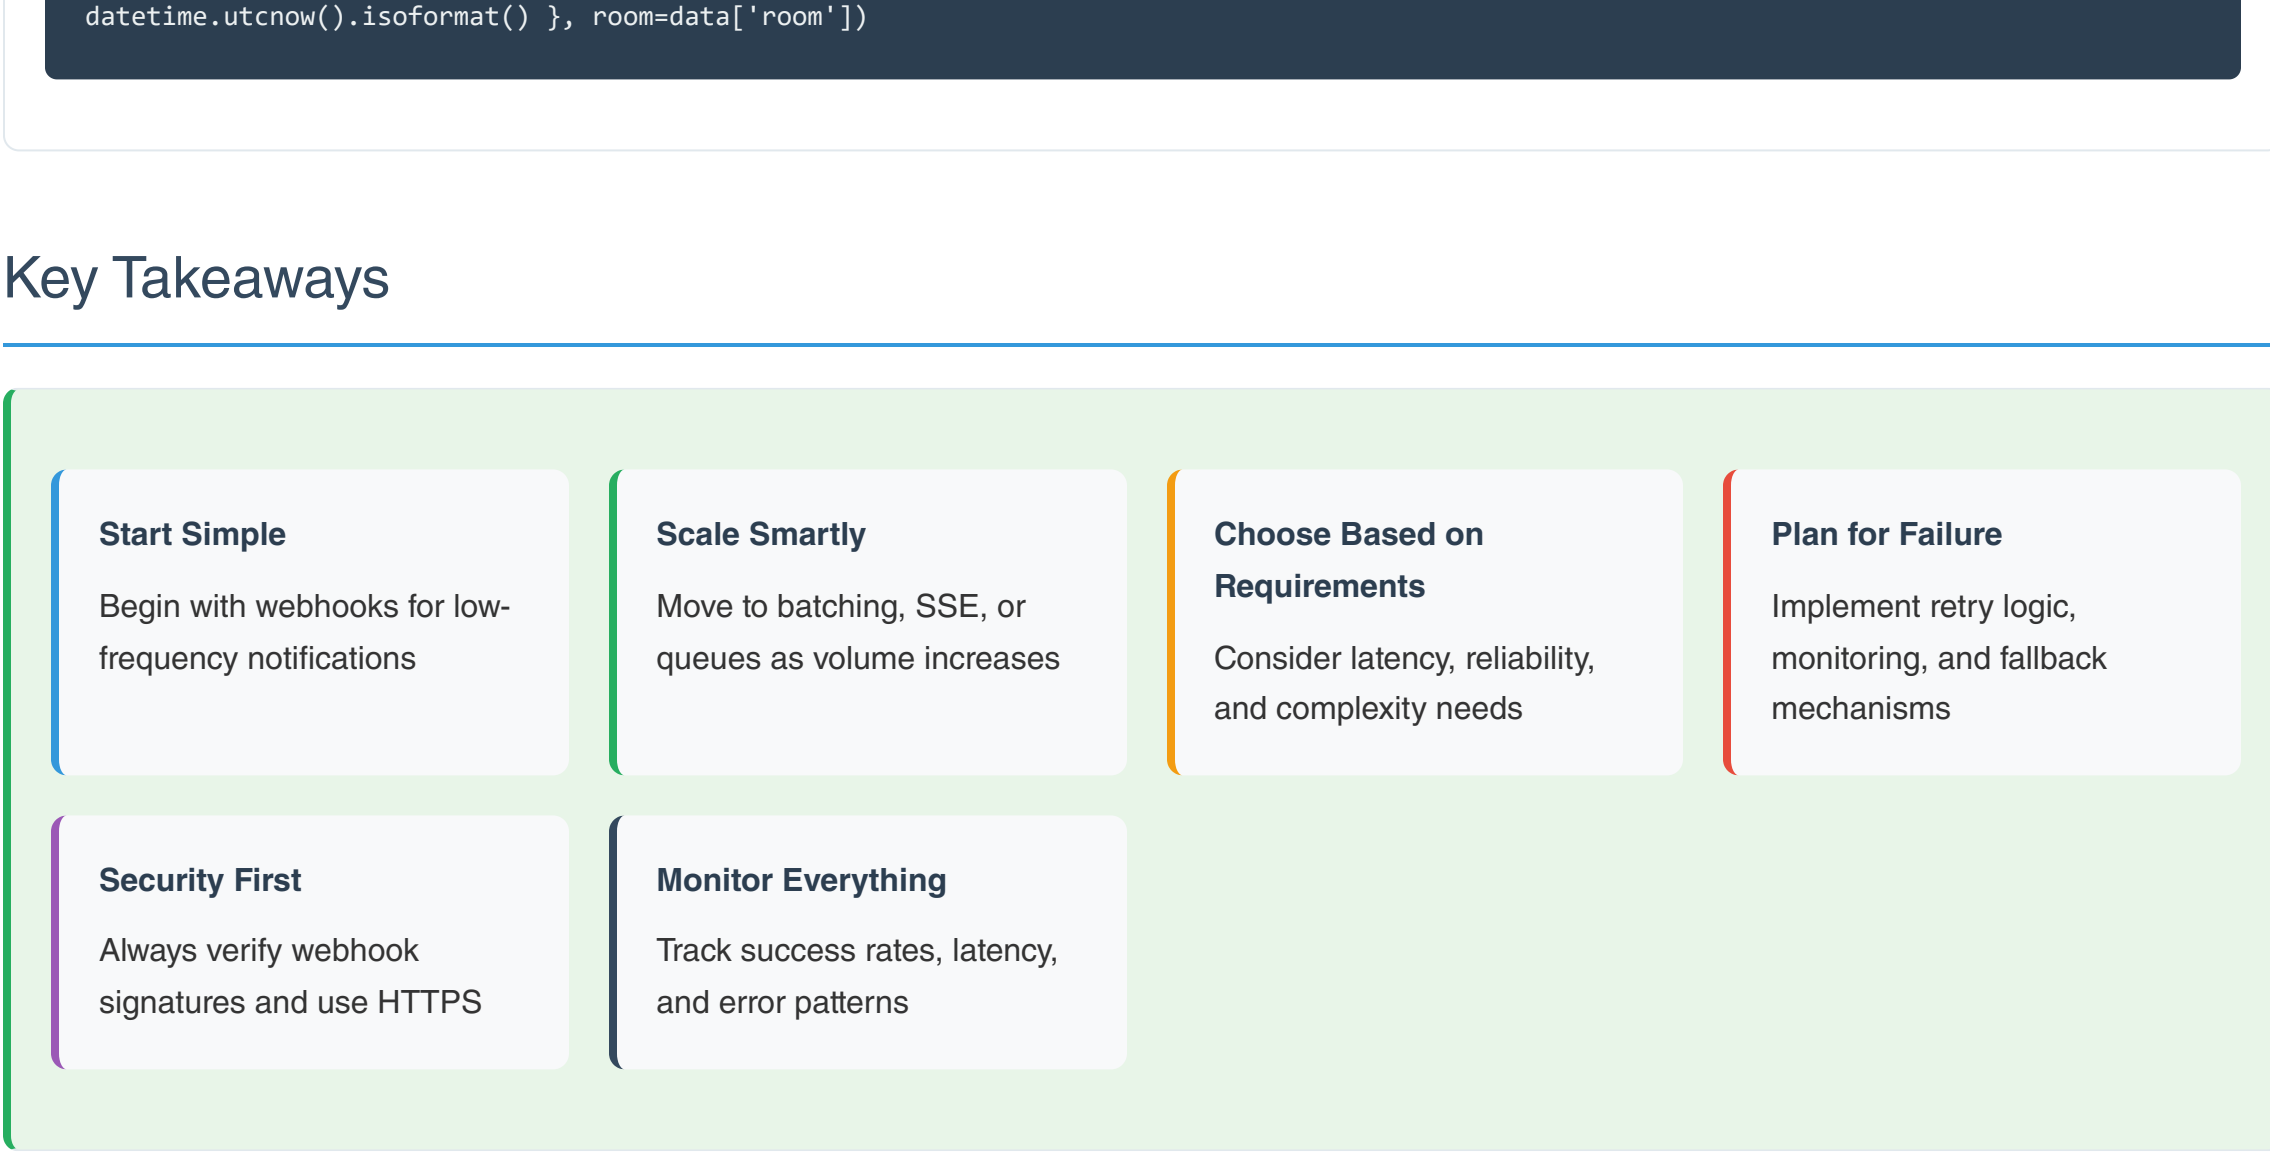 datetime.utcnow().isoformat() }, room=data['room'])
Key Takeaways
Start Simple
Begin with webhooks for low-
frequency notifications
Scale Smartly
Move to batching, SSE, or
queues as volume increases
Choose Based on
Requirements
Consider latency, reliability,
and complexity needs
Plan for Failure
Implement retry logic,
monitoring, and fallback
mechanisms
Security First
Always verify webhook
signatures and use HTTPS
Monitor Everything
Track success rates, latency,
and error patterns